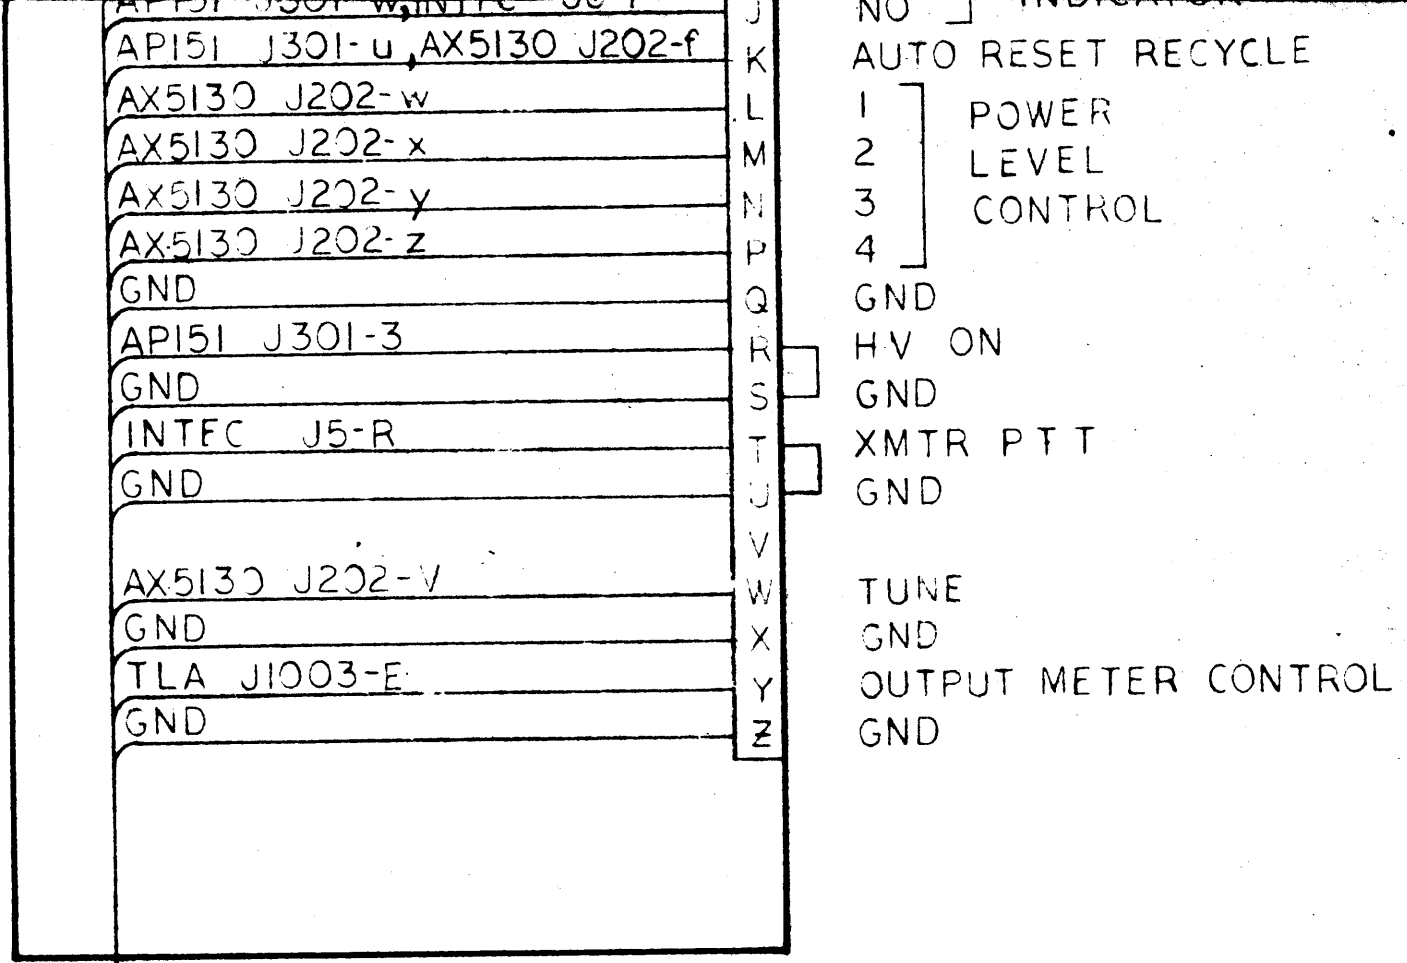 J NO
AP151 J301-u, AX5130 J202-f K AUTO RESET RECYCLE
AX5130 J202-w L 1 POWER
AX5130 J202-x M 2 LEVEL
AX5130 J202-y N 3 CONTROL
AX5130 J202-z P 4
GND Q GND
AP151 J301-3 R HV ON
GND S GND
INTFC J5-R T XMTR PTT
GND U GND
V
AX5130 J202-V W TUNE
GND X GND
TLA J1003-E Y OUTPUT METER CONTROL
GND Z GND